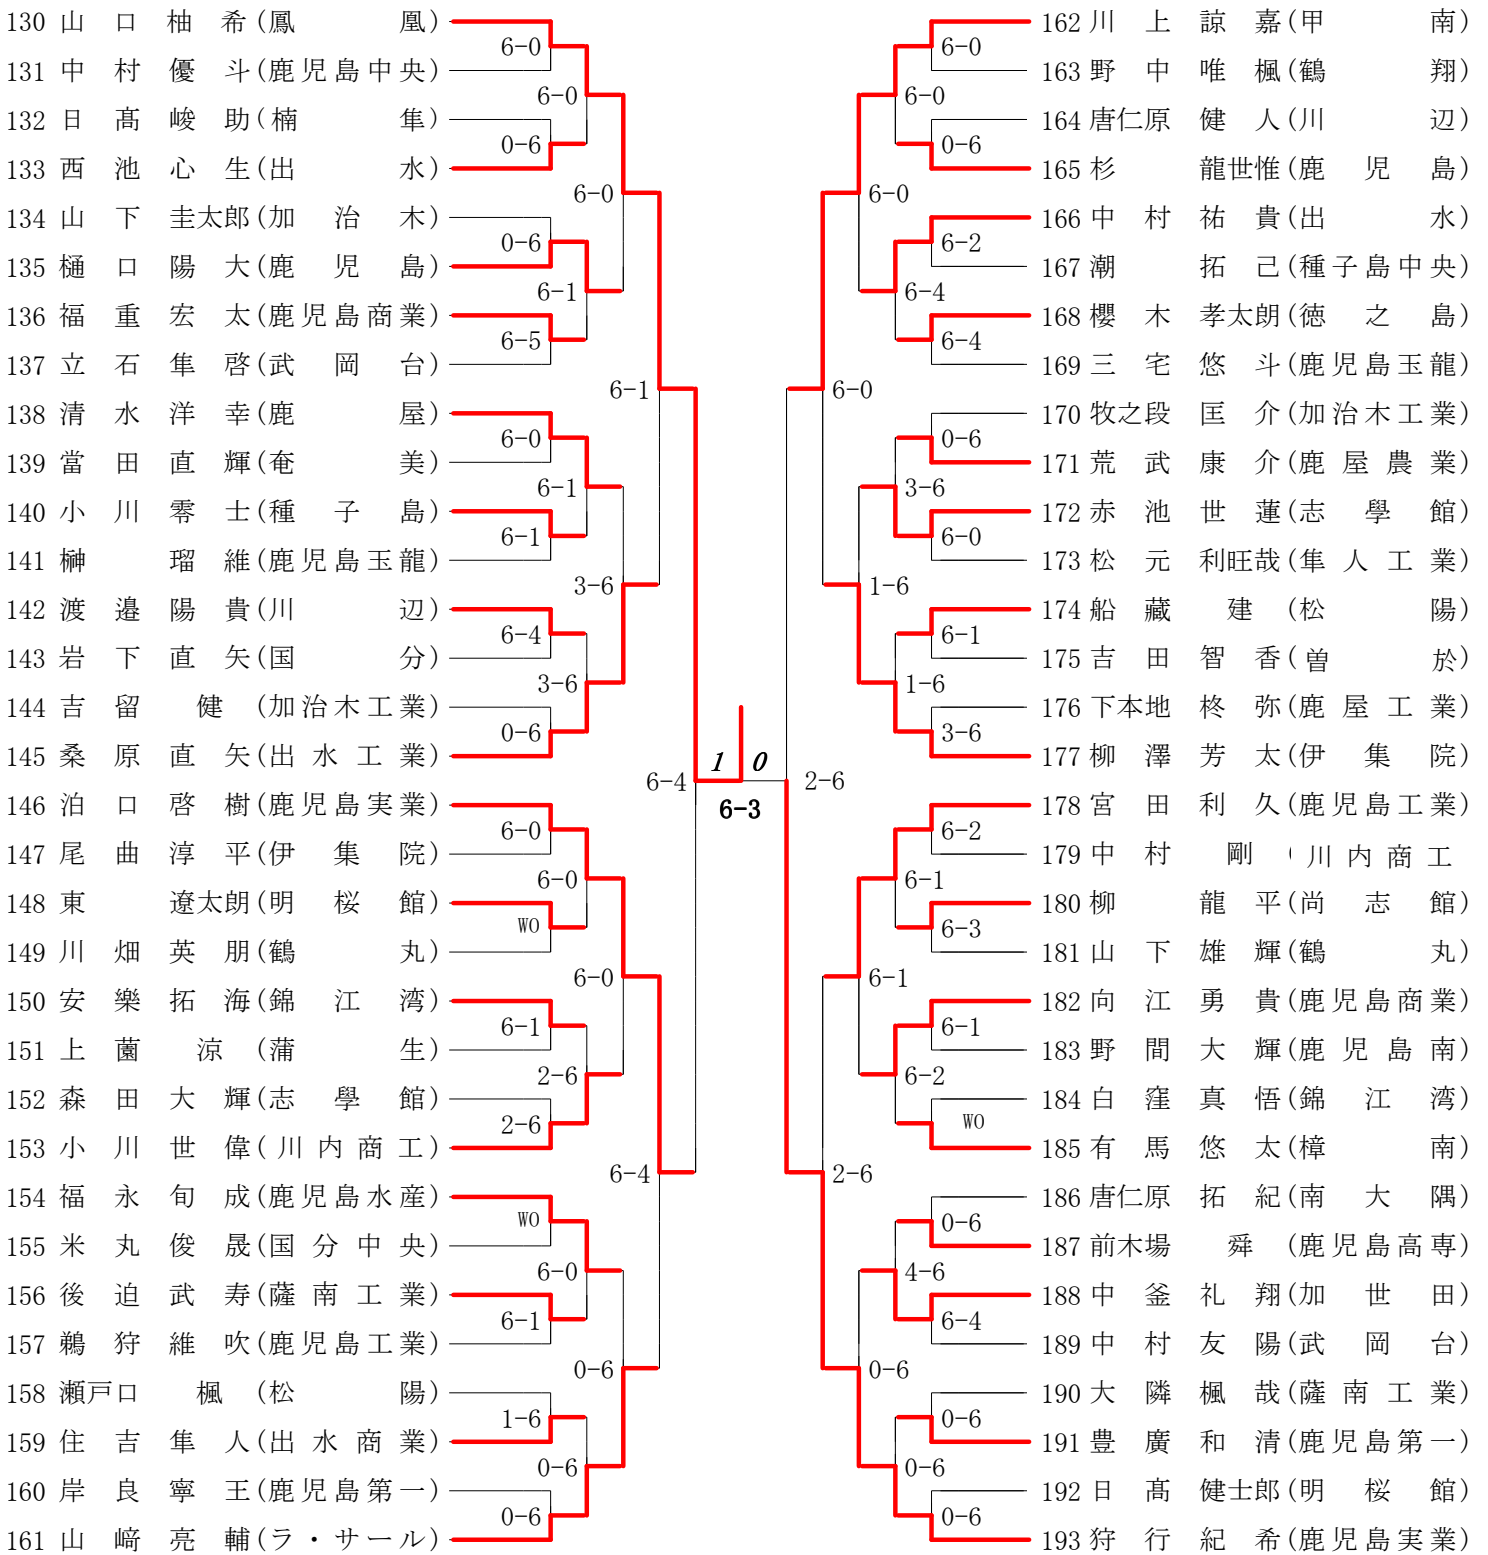 130 山口柚希(鳳凰)
6-0
131 中村優斗(鹿児島中央)
6-0
132 日髙峻助(楠隼)
0-6
133 西池心生(出水)
6-0
134 山下圭太郎(加治木)
0-6
135 樋口陽大(鹿児島)
6-1
136 福重宏太(鹿児島商業)
6-5
137 立石隼啓(武岡台)
6-1
138 清水洋幸(鹿屋)
6-0
139 當田直輝(奄美)
6-1
140 小川零士(種子島)
6-1
141 榊瑠維(鹿児島玉龍)
3-6
142 渡邉陽貴(川辺)
6-4
143 岩下直矢(国分)
3-6
144 吉留健(加治木工業)
0-6
145 桑原直矢(出水工業)
6-4
146 泊口啓樹(鹿児島実業)
6-0
147 尾曲淳平(伊集院)
6-0
148 東遼太朗(明桜館)
WO
149 川畑英朋(鶴丸)
6-0
150 安樂拓海(錦江湾)
6-1
151 上薗涼(蒲生)
2-6
152 森田大輝(志學館)
2-6
153 小川世偉(川内商工)
6-4
154 福永旬成(鹿児島水産)
WO
155 米丸俊晟(国分中央)
6-0
156 後迫武寿(薩南工業)
6-1
157 鵜狩維吹(鹿児島工業)
0-6
158 瀬戸口楓(松陽)
1-6
159 住吉隼人(出水商業)
0-6
160 岸良寧王(鹿児島第一)
0-6
161 山﨑亮輔(ラ・サール)
1 0
6-3
162 川上諒嘉(甲南)
6-0
163 野中唯楓(鶴翔)
6-0
164 唐仁原健人(川辺)
0-6
165 杉龍世惟(鹿児島)
6-0
166 中村祐貴(出水)
6-2
167 潮拓己(種子島中央)
6-4
168 櫻木孝太朗(徳之島)
6-4
169 三宅悠斗(鹿児島玉龍)
6-0
170 牧之段匡介(加治木工業)
0-6
171 荒武康介(鹿屋農業)
3-6
172 赤池世蓮(志學館)
6-0
173 松元利旺哉(隼人工業)
1-6
174 船蔵建(松陽)
6-1
175 吉田智香(曽於)
1-6
176 下本地柊弥(鹿屋工業)
3-6
177 柳澤芳太(伊集院)
2-6
178 宮田利久(鹿児島工業)
6-2
179 中村剛(川内商工
6-1
180 柳龍平(尚志館)
6-3
181 山下雄輝(鶴丸)
6-1
182 向江勇貴(鹿児島商業)
6-1
183 野間大輝(鹿児島南)
6-2
184 白窪真悟(錦江湾)
WO
185 有馬悠太(樟南)
2-6
186 唐仁原拓紀(南大隅)
0-6
187 前木場舜(鹿児島高専)
4-6
188 中釜礼翔(加世田)
6-4
189 中村友陽(武岡台)
0-6
190 大隣楓哉(薩南工業)
0-6
191 豊廣和清(鹿児島第一)
0-6
192 日髙健士郎(明桜館)
0-6
193 狩行紀希(鹿児島実業)